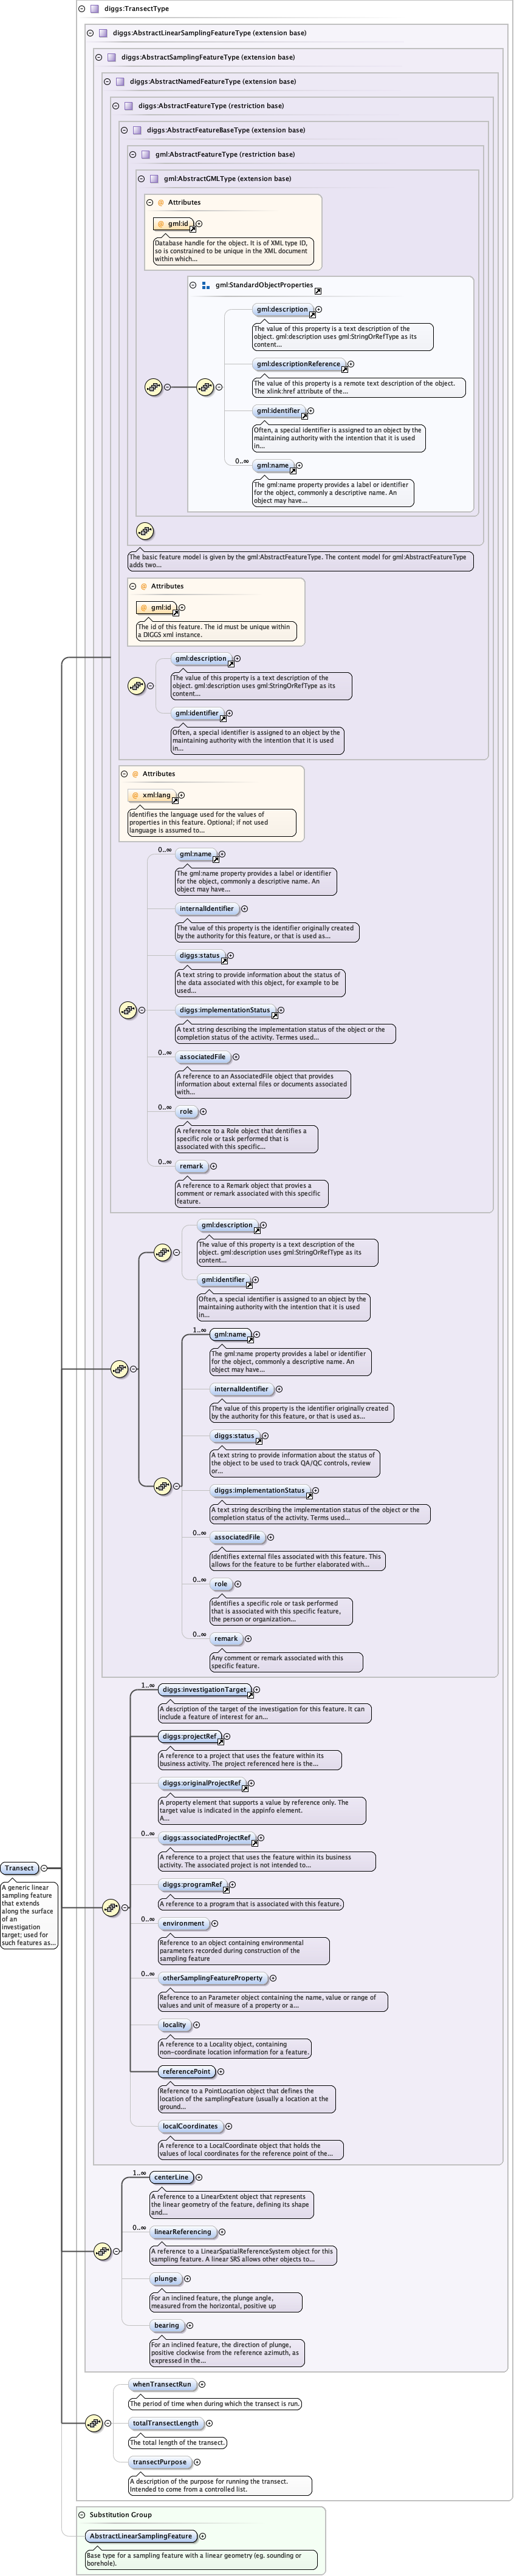 diggs:TransectType
diggs:AbstractLinearSamplingFeatureType (extension base)
diggs:AbstractSamplingFeatureType (extension base)
diggs:AbstractNamedFeatureType (extension base)
diggs:AbstractFeatureType (restriction base)
diggs:AbstractFeatureBaseType (extension base)
gml:AbstractFeatureType (restriction base)
gml:AbstractGMLType (extension base)
@ Attributes
@ gml:id
Database handle for the object. It is of XML type ID,
so is constrained to be unique in the XML document
within which...
gml:StandardObjectProperties
gml:description
The value of this property is a text description of the
object. gml:description uses gml:StringOrRefType as its
content...
gml:descriptionReference
The value of this property is a remote text description of the object.
The xlink:href attribute of the...
gml:identifier
Often, a special identifier is assigned to an object by the
maintaining authority with the intention that it is used
in...
0..∞
gml:name
The gml:name property provides a label or identifier
for the object, commonly a descriptive name. An
object may have...
The basic feature model is given by the gml:AbstractFeatureType. The content model for gml:AbstractFeatureType
adds two...
@ Attributes
@ gml:id
The id of this feature. The id must be unique within
a DIGGS xml instance.
gml:description
The value of this property is a text description of the
object. gml:description uses gml:StringOrRefType as its
content...
gml:identifier
Often, a special identifier is assigned to an object by the
maintaining authority with the intention that it is used
in...
@ Attributes
@ xml:lang
Identifies the language used for the values of
properties in this feature. Optional; if not used
language is assumed to...
0..∞
gml:name
The gml:name property provides a label or identifier
for the object, commonly a descriptive name. An
object may have...
internalIdentifier
The value of this property is the identifier originally created
by the authority for this feature, or that is used as...
diggs:status
A text string to provide information about the status of
the data associated with this object, for example to be
used...
diggs:implementationStatus
A text string describing the implementation status of the object or the
completion status of the activity. Termes used...
0..∞
associatedFile
A reference to an AssociatedFile object that provides
information about external files or documents associated
with...
0..∞
role
A reference to a Role object that dentifies a
specific role or task performed that is
associated with this specific...
0..∞
remark
A reference to a Remark object that provies a
comment or remark associated with this specific
feature.
gml:description
The value of this property is a text description of the
object. gml:description uses gml:StringOrRefType as its
content...
gml:identifier
Often, a special identifier is assigned to an object by the
maintaining authority with the intention that it is used
in...
1..∞
gml:name
The gml:name property provides a label or identifier
for the object, commonly a descriptive name. An
object may have...
internalIdentifier
The value of this property is the identifier originally created
by the authority for this feature, or that is used as...
diggs:status
A text string to provide information about the status
of the object to be used to track QA/QC controls, review
or...
diggs:implementationStatus
A text string describing the implementation status of the object or the
completion status of the activity. Terms used...
0..∞
associatedFile
Identifies external files associated with this feature. This
allows for the feature to be further elaborated with...
0..∞
role
Identifies a specific role or task performed
that is associated with this specific feature,
the person or organization...
0..∞
remark
Any comment or remark associated with this
specific feature.
1..∞
diggs:investigationTarget
A description of the target of the investigation for this feature. It can
include a feature of interest for an...
diggs:projectRef
A reference to a project that uses the feature within its
business activity. The project referenced here is the...
diggs:originalProjectRef
A property element that supports a value by reference only. The
target value is indicated in the appinfo element.
A...
0..∞
diggs:associatedProjectRef
A reference to a project that uses the feature within its business
activity. The associated project is not intended to...
diggs:programRef
A reference to a program that is associated with this feature.
0..∞
environment
Reference to an object containing environmental
parameters recorded during construction of the
sampling feature
0..∞
otherSamplingFeatureProperty
Reference to an Parameter object containing the name, value or range of
values and unit of measure of a property or a...
locality
A reference to a Locality object, containing
non-coordinate location information for a feature.
referencePoint
Reference to a PointLocation object that defines the
location of the samplingFeature (usually a location at the
ground...
localCoordinates
A reference to a LocalCoordinate object that holds the
values of local coordinates for the reference point of the...
Transect
A generic linear
sampling feature
that extends
along the surface
of an
investigation
target; used for
such features as...
1..∞
centerLine
A reference to a LinearExtent object that represents
the linear geometry of the feature, defining its shape
and...
0..∞
linearReferencing
A reference to a LinearSpatialReferenceSystem object for this
sampling feature. A linear SRS allows other objects to...
plunge
For an inclined feature, the plunge angle,
measured from the horizontal, positive up
bearing
For an inclined feature, the direction of plunge,
positive clockwise from the reference azimuth, as
expressed in the...
whenTransectRun
The period of time when during which the transect is run.
totalTransectLength
The total length of the transect.
transectPurpose
A description of the purpose for running the transect.
Intended to come from a controlled list.
Substitution Group
AbstractLinearSamplingFeature
Base type for a sampling feature with a linear geometry (eg. sounding or
borehole).